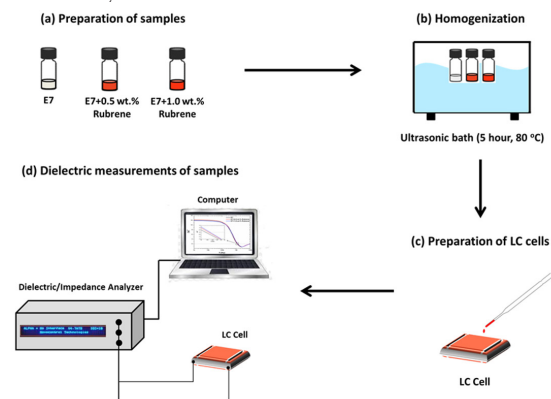 (a) Preparation of samples
(b) Homogenization
E7
E7+0.5 wt.%
Rubrene
E7+1.0 wt.%
Rubrene
Ultrasonic bath (5 hour, 80 °C)
(d) Dielectric measurements of samples
Computer
(c) Preparation of LC cells
Dielectric/Impedance Analyzer
LC Cell
LC Cell